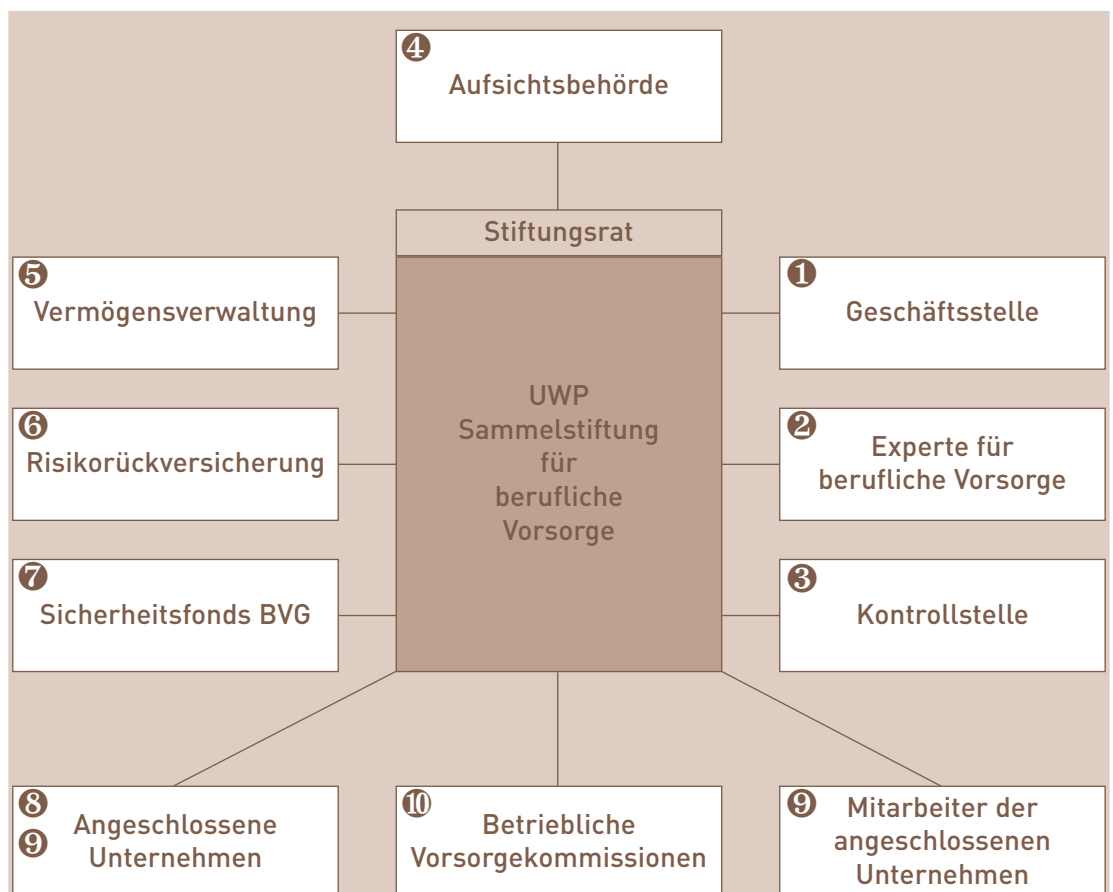 ❹
Aufsichtsbehörde
Stiftungsrat
❺
Vermögensverwaltung
❶
Geschäftsstelle
UWP
Sammelstiftung
für
berufliche
Vorsorge
❻
Risikorückversicherung
❷
Experte für
berufliche Vorsorge
❼
Sicherheitsfonds BVG
❸
Kontrollstelle
❽
❾
Angeschlossene
Unternehmen
❿
Betriebliche
Vorsorgekommissionen
❾
Mitarbeiter der
angeschlossenen
Unternehmen